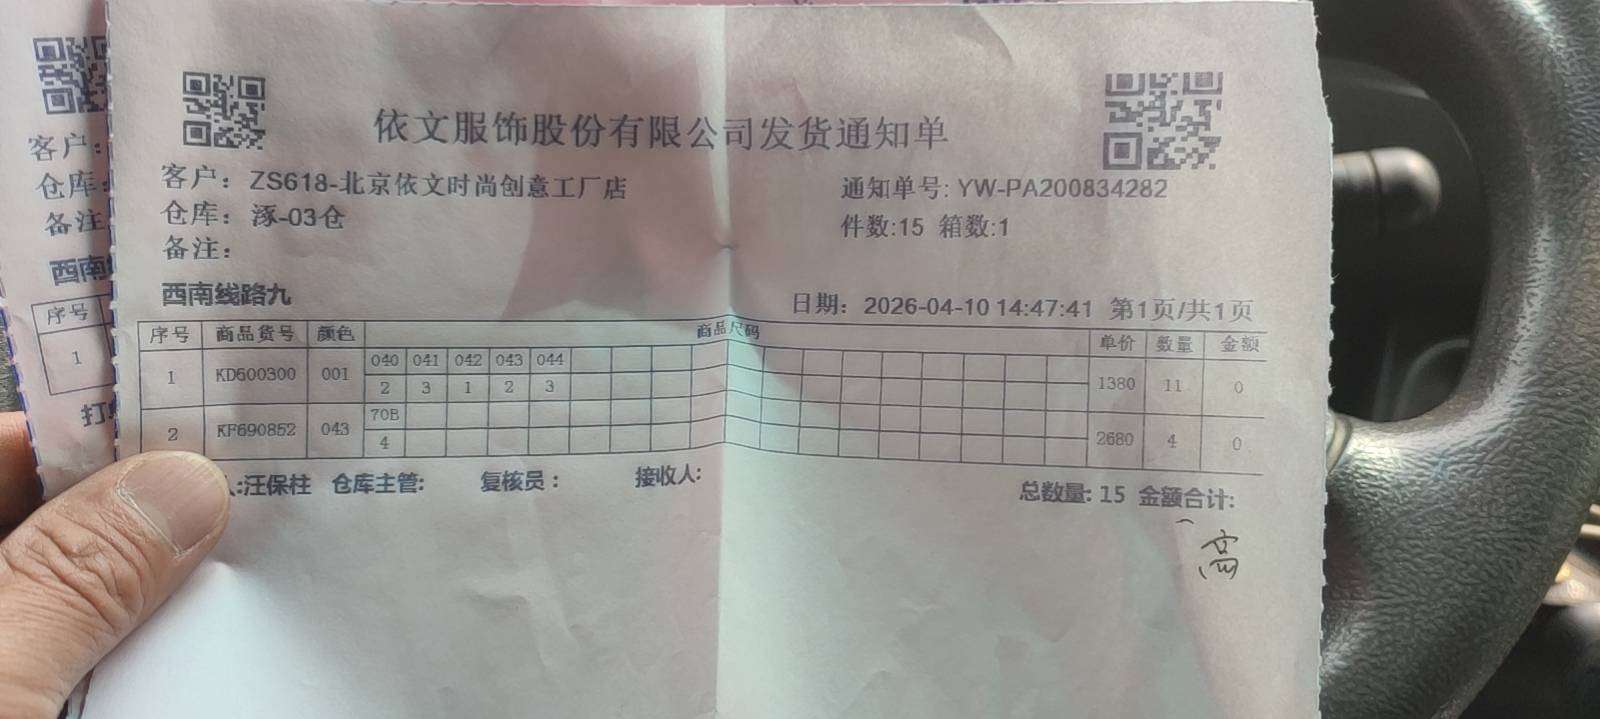 依文服饰股份有限公司发货通知单
客户：ZS618-北京依文时尚创意工厂店
通知单号: YW-PA200834282
仓库：涿-03仓
件数:15 箱数:1
备注：
西南线路九
日期：2026-04-10 14:47:41 第1页/共1页
序号 商品货号 颜色 商品尺码 单价 数量 金额
1 KD600300 001 040 041 042 043 044 1380 11 0
2 3 1 2 3
2 KF690852 043 70B 2680 4 0
4
人:汪保柱 仓库主管: 复核员： 接收人:
总数量: 15 金额合计:
高
客户：
仓库：
备注
西南
序号
1
打